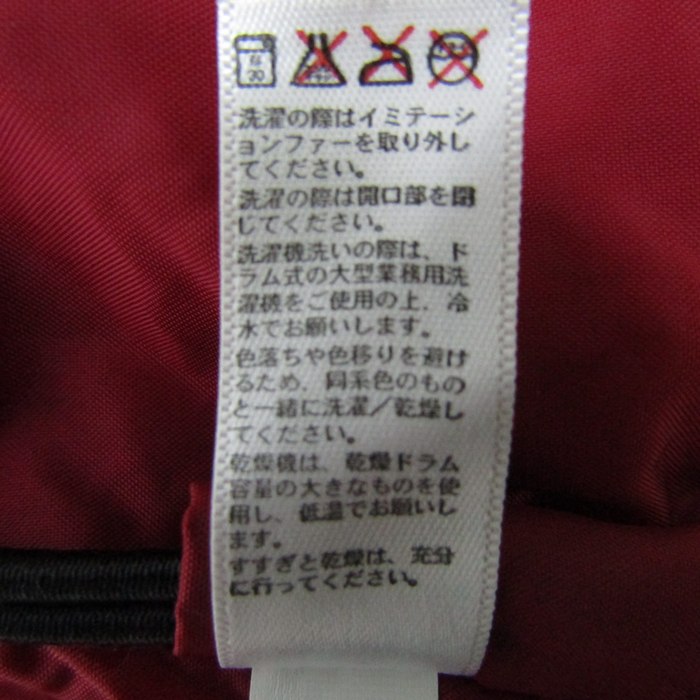 30
洗濯の際はイミテーシ
ョンファーを取り外し
てください。
洗濯の際は開口部を閉
じてください。
洗濯機洗いの際は、ド
ラム式の大型業務用洗
濯機をご使用の上、冷
水でお願いします。
色落ちや色移りを避け
るため、同系色のもの
と一緒に洗濯/乾燥し
てください。
乾燥機は、乾燥ドラム
容量の大きなものを使
用し、低温でお願いし
ます。
すすぎと乾燥は、充分
に行ってください。